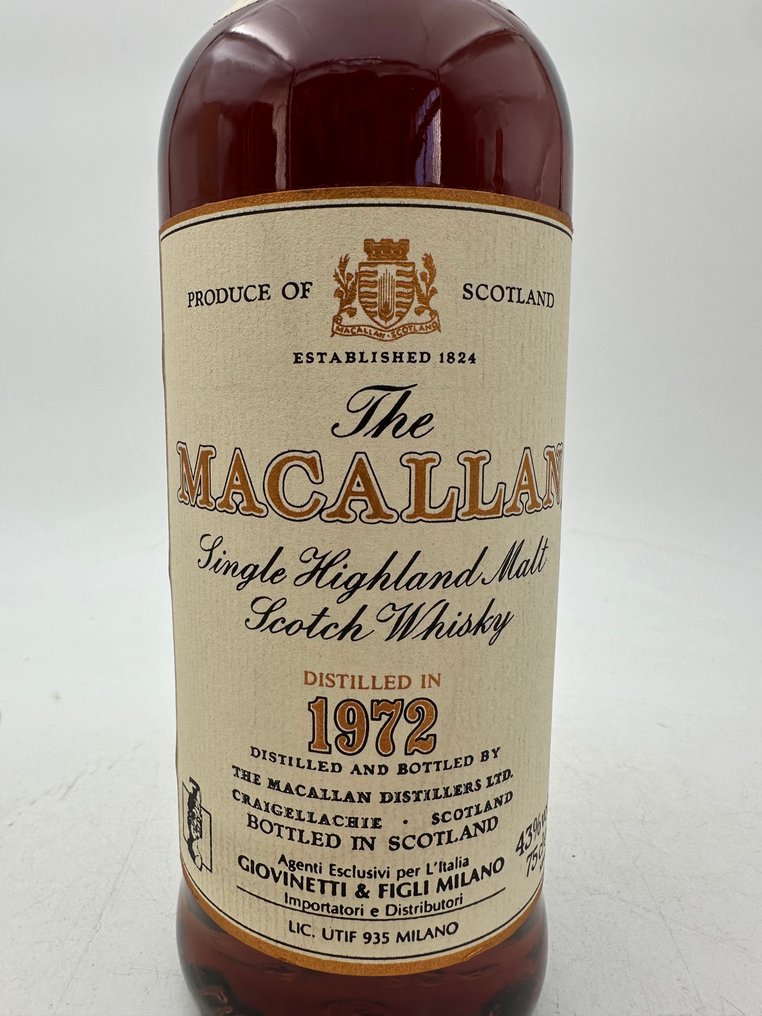 PRODUCE OF SCOTLAND
MACALLAN-SCOTLAND
ESTABLISHED 1824
The
MACALLAN
Single Highland Malt
Scotch Whisky
DISTILLED IN
1972
DISTILLED AND BOTTLED BY
THE MACALLAN DISTILLERS LTD.
CRAIGELLACHIE · SCOTLAND
BOTTLED IN SCOTLAND
43%
75
Agenti Esclusivi per L'Italia
GIOVINETTI & FIGLI MILANO
Importatori e Distributori
LIC. UTIF 935 MILANO